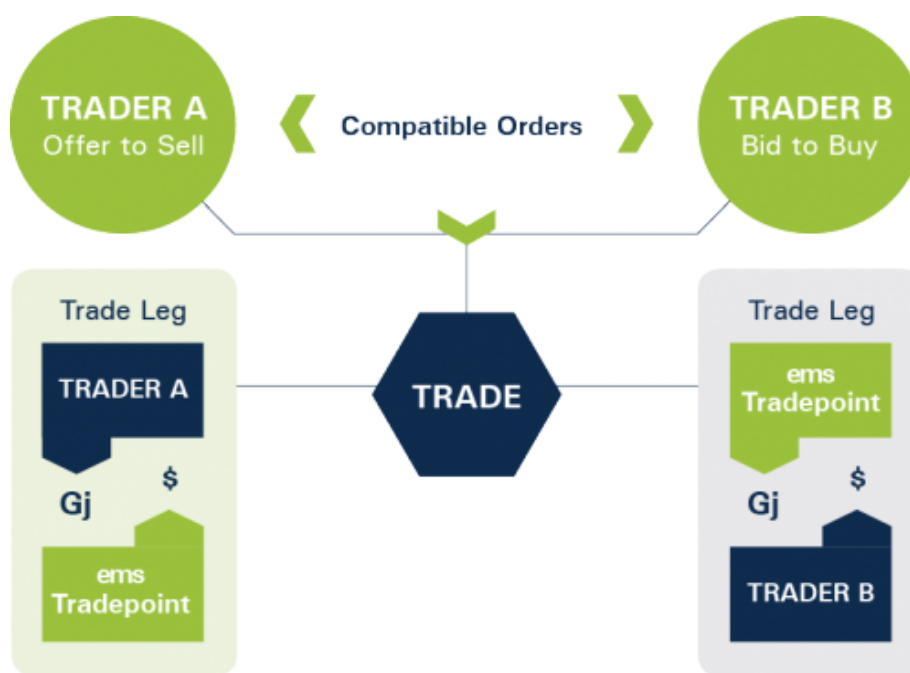 TRADER A
Offer to Sell
Compatible Orders
TRADER B
Bid to Buy
Trade Leg
TRADER A
Gj
$
ems
Tradepoint
TRADE
Trade Leg
ems
Tradepoint
Gj
$
TRADER B